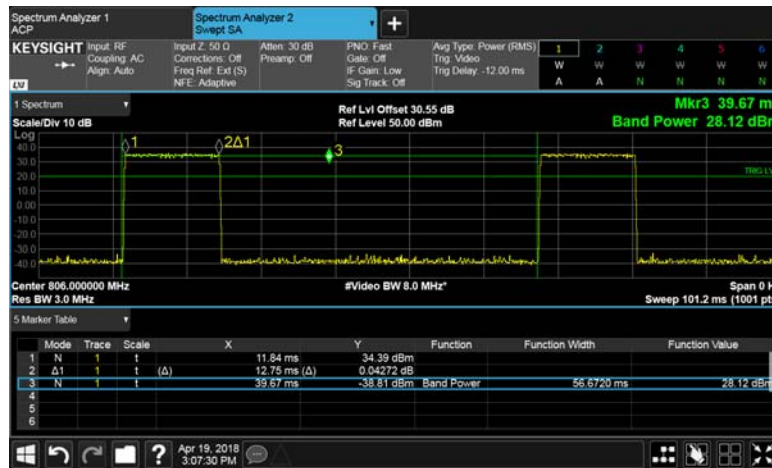 Spectrum Analyzer 1
ACP
Spectrum Analyzer 2
Swept SA
+
KEYSIGHT
Input: RF
Coupling: AC
Align: Auto
Input Z: 50 Ω
Corrections: Off
Freq Ref: Ext (S)
NFE: Adaptive
Atten: 30 dB
Preamp: Off
PNO: Fast
Gate: Off
IF Gain: Low
Sig Track: Off
Avg Type: Power (RMS)
Trig: Video
Trig Delay: -12.00 ms
1 2 3 4 5 6
W W W W W W
A A N N N N
LXI
1 Spectrum
Scale/Div 10 dB
Ref Lvl Offset 30.55 dB
Ref Level 50.00 dBm
Mkr3 39.67 m
Band Power 28.12 dBm
Log
40.0
30.0
20.0
10.0
0.00
-10.0
-20.0
-30.0
-40.0
1
2Δ1
3
TRIG LV
Center 806.000000 MHz
Res BW 3.0 MHz
#Video BW 8.0 MHz*
Span 0 H
Sweep 101.2 ms (1001 pts
5 Marker Table
Mode Trace Scale X Y Function Function Width Function Value
1 N 1 t 11.84 ms 34.39 dBm
2 Δ1 1 t (Δ) 12.75 ms (Δ) 0.04272 dB
3 N 1 t 39.67 ms -38.81 dBm Band Power 56.6720 ms 28.12 dBm
4
5
6
?
Apr 19, 2018
3:07:30 PM